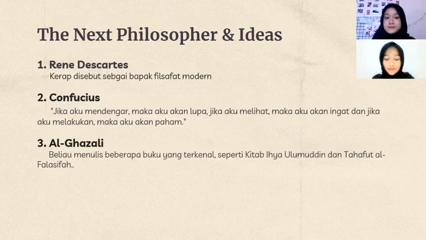 The Next Philosopher & Ideas
1. Rene Descartes
Kerap disebut sebgai bapak filsafat modern
2. Confucius
"Jika aku mendengar, maka aku akan lupa, jika aku melihat, maka aku akan ingat dan jika
aku melakukan, maka aku akan paham."
3. Al-Ghazali
Beliau menulis beberapa buku yang terkenal, seperti Kitab Ihya Ulumuddin dan Tahafut al-
Falasifah..